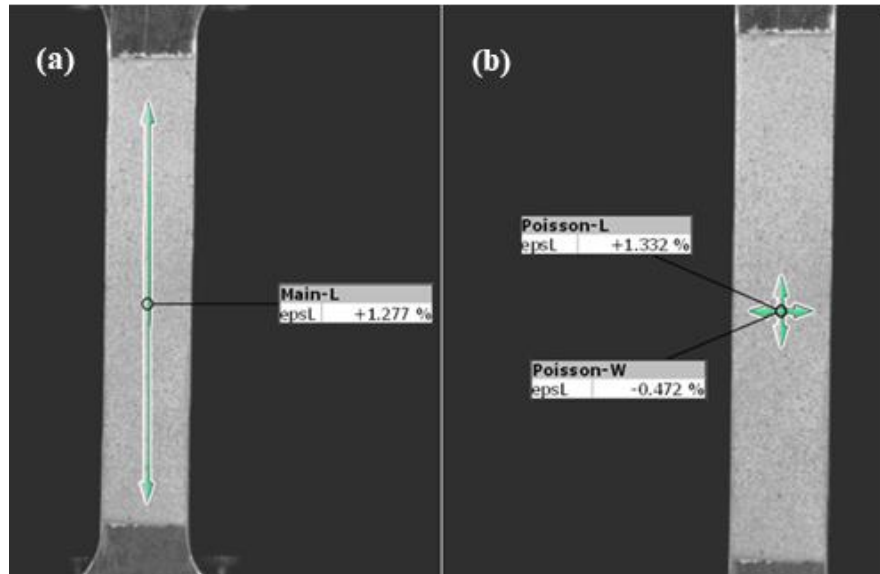 (a)
Main-L
epsL +1.277 %
(b)
Poisson-L
epsL +1.332 %
Poisson-W
epsL -0.472 %